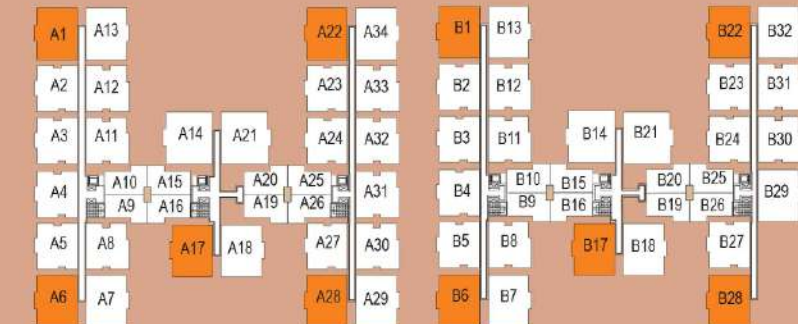 A1 A13 A22 A34 B1 B13 B22 B32
A2 A12 A23 A33 B2 B12 B23 B31
A3 A11 A14 A21 A24 A32 B3 B11 B14 B21 B24 B30
A10 A15 A20 A25 B10 B15 B20 B25
A4 A31 B4 B29
A9 A16 A19 A26 B9 B16 B19 B26
A5 A8 A17 A18 A27 A30 B5 B8 B17 B18 B27
A6 A7 A28 A29 B6 B7 B28